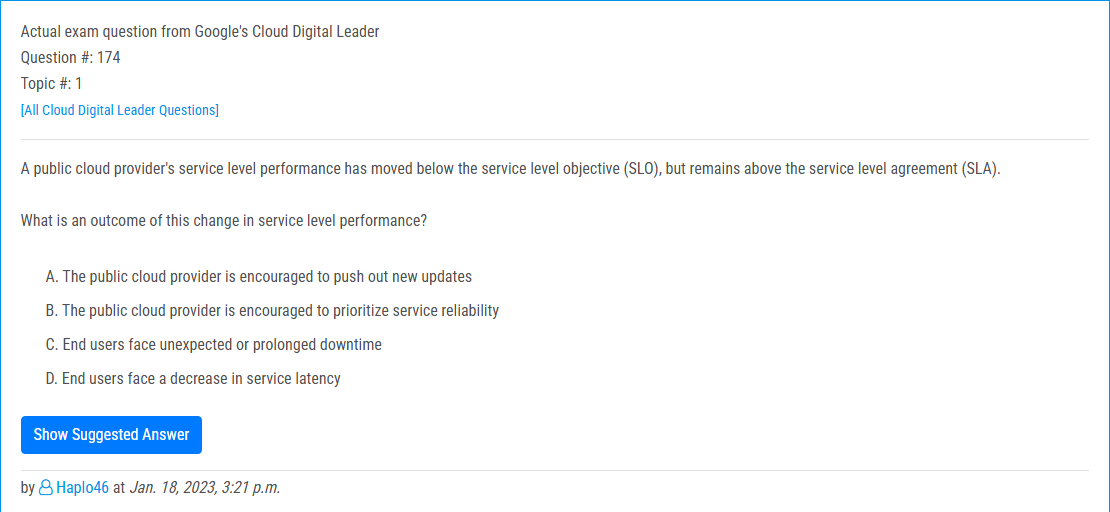 Actual exam question from Google's Cloud Digital Leader
Question #: 174
Topic #: 1
[All Cloud Digital Leader Questions]
A public cloud provider's service level performance has moved below the service level objective (SLO), but remains above the service level agreement (SLA).
What is an outcome of this change in service level performance?
A. The public cloud provider is encouraged to push out new updates
B. The public cloud provider is encouraged to prioritize service reliability
C. End users face unexpected or prolonged downtime
D. End users face a decrease in service latency
Show Suggested Answer
by Haplo46 at Jan. 18, 2023, 3:21 p.m.